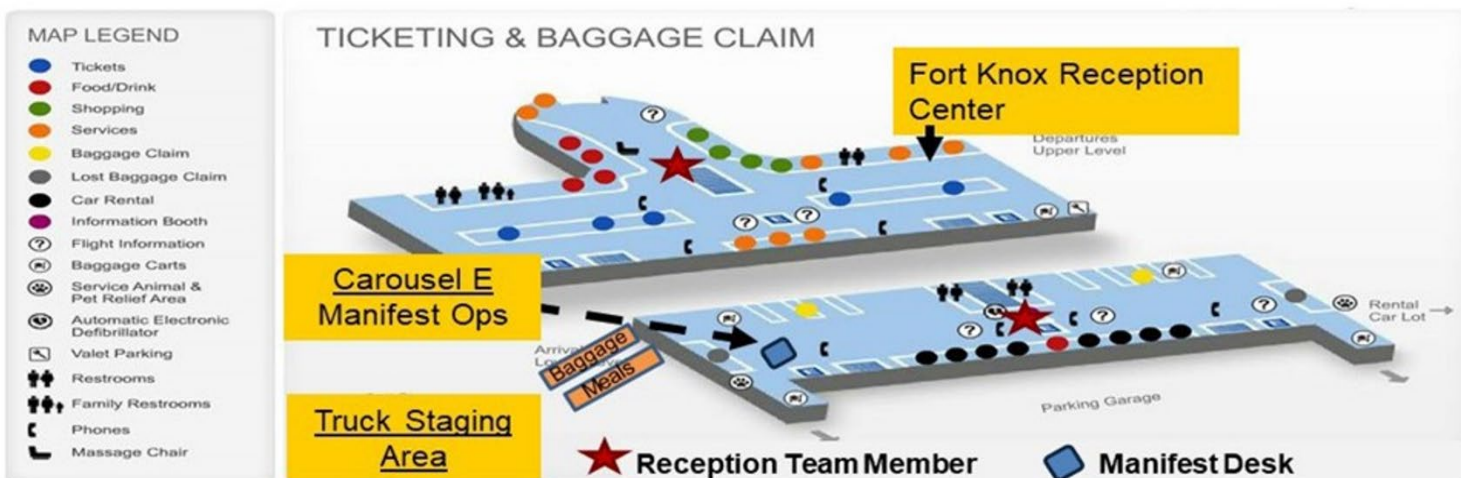 MAP LEGEND
Tickets
Food/Drink
Shopping
Services
Baggage Claim
Lost Baggage Claim
Car Rental
Information Booth
Flight Information
Baggage Carts
Service Animal &
Pet Relief Area
Automatic Electronic
Defibrillator
Valet Parking
Restrooms
Family Restrooms
Phones
Massage Chair
TICKETING & BAGGAGE CLAIM
Fort Knox Reception
Center
Departures
Upper Level
Carousel E
Manifest Ops
Baggage
Meals
Rental
Car Lot
Parking Garage
Truck Staging
Area
Reception Team Member
Manifest Desk